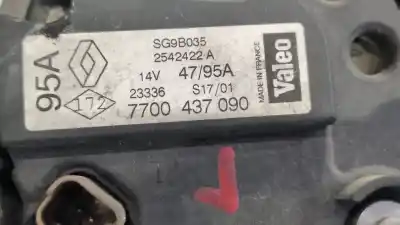 SG9B035
2542422 A
14V 47/95A
23336 S17/01
7700 437 090
95A
172
MADE IN FRANCE
Valeo